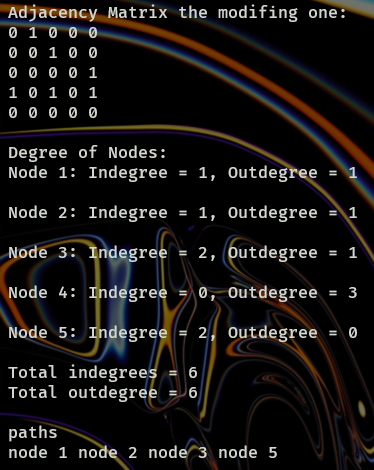 Adjacency Matrix the modifing one:
0 1 0 0 0
0 0 1 0 0
0 0 0 0 1
1 0 1 0 1
0 0 0 0 0
Degree of Nodes:
Node 1: Indegree = 1, Outdegree = 1
Node 2: Indegree = 1, Outdegree = 1
Node 3: Indegree = 2, Outdegree = 1
Node 4: Indegree = 0, Outdegree = 3
Node 5: Indegree = 2, Outdegree = 0
Total indegrees = 6
Total outdegree = 6
paths
node 1 node 2 node 3 node 5